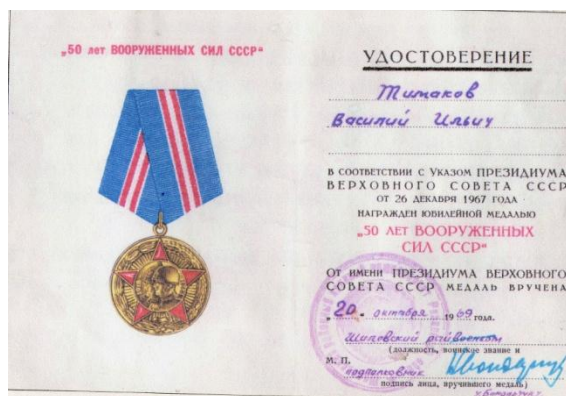 „50 лет ВООРУЖЕННЫХ СИЛ СССР“
УДОСТОВЕРЕНИЕ
Титаков
Василий Ильич
В СООТВЕТСТВИИ С УКАЗОМ ПРЕЗИДИУМА
ВЕРХОВНОГО СОВЕТА СССР
ОТ 26 ДЕКАБРЯ 1967 ГОДА
НАГРАЖДЕН ЮБИЛЕЙНОЙ МЕДАЛЬЮ
„50 ЛЕТ ВООРУЖЕННЫХ
СИЛ СССР“
ОТ ИМЕНИ ПРЕЗИДИУМА ВЕРХОВНОГО
СОВЕТА СССР МЕДАЛЬ ВРУЧЕНА
„20“ октября 1969 года.
райвоенком
(должность, воинское звание и
М. П. подполковник
подпись лица, вручившего медаль)